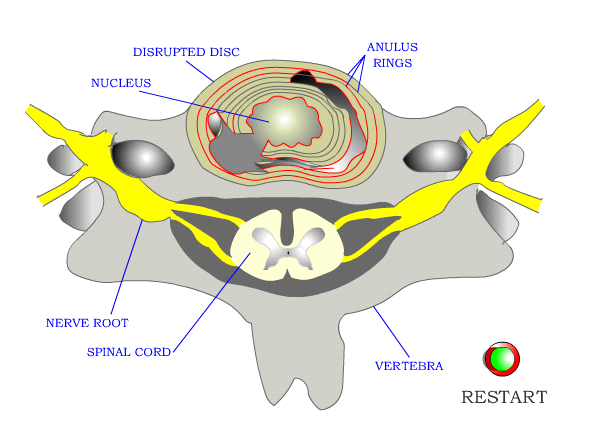 DISRUPTED DISC
ANULUS
RINGS
NUCLEUS
NERVE ROOT
SPINAL CORD
VERTEBRA
RESTART